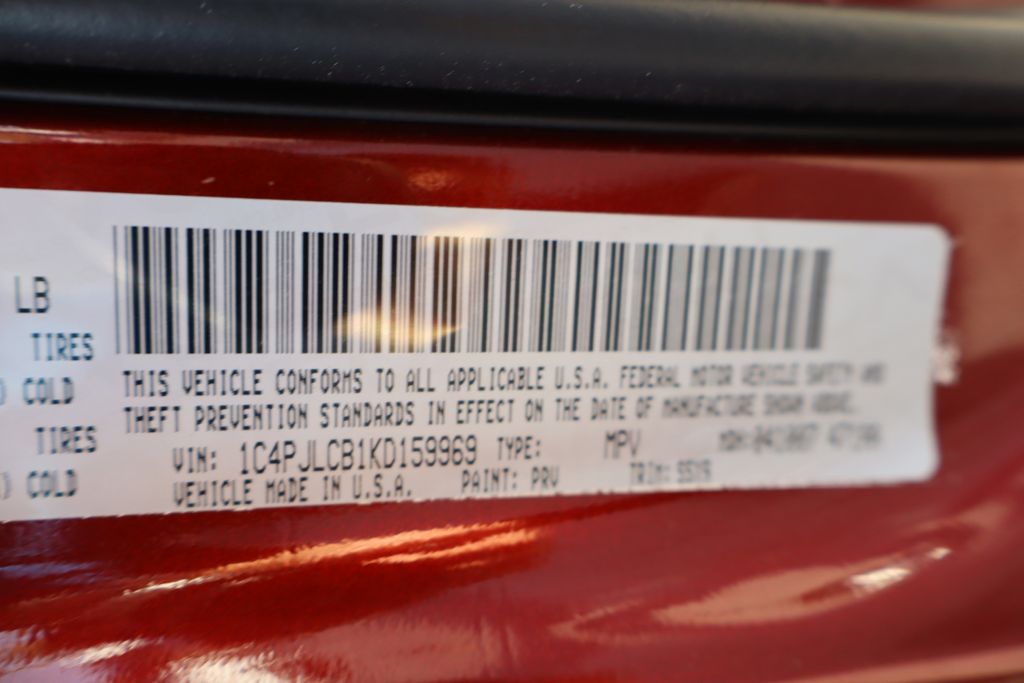 LB
TIRES
) COLD
TIRES
) COLD
THIS VEHICLE CONFORMS TO ALL APPLICABLE U.S.A. FEDERAL MOTOR VEHICLE SAFETY AND
THEFT PREVENTION STANDARDS IN EFFECT ON THE DATE OF MANUFACTURE SHOWN ABOVE.
VIN: 1C4PJLCB1KD159969 TYPE: MPV
VEHICLE MADE IN U.S.A. PAINT: PRV TRIM: